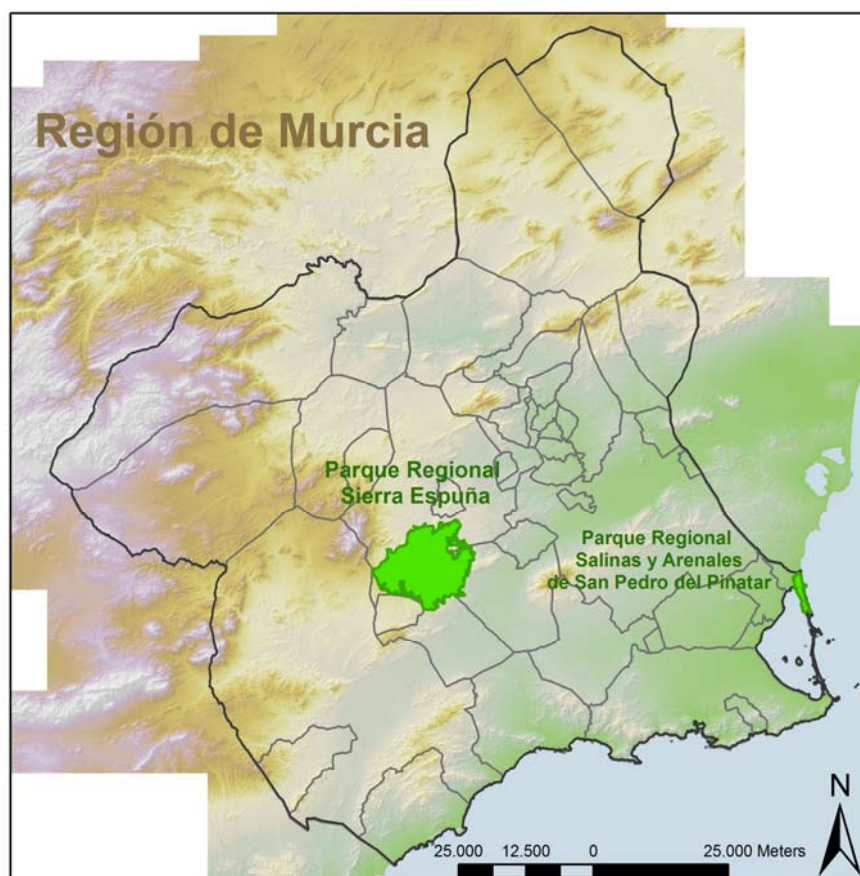 Región de Murcia
Parque Regional
Sierra Espuña
Parque Regional
Salinas y Arenales
de San Pedro del Pinatar
N
25.000 12.500 0 25.000 Meters